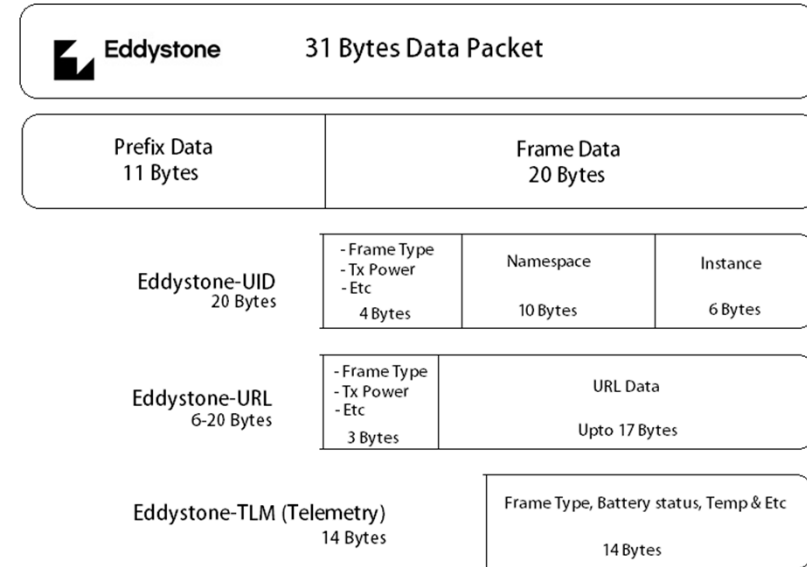 Eddystone 31 Bytes Data Packet
Prefix Data
11 Bytes
Frame Data
20 Bytes
Eddystone-UID
20 Bytes
- Frame Type
- Tx Power
- Etc
4 Bytes
Namespace
10 Bytes
Instance
6 Bytes
Eddystone-URL
6-20 Bytes
- Frame Type
- Tx Power
- Etc
3 Bytes
URL Data
Upto 17 Bytes
Eddystone-TLM (Telemetry)
14 Bytes
Frame Type, Battery status, Temp & Etc
14 Bytes